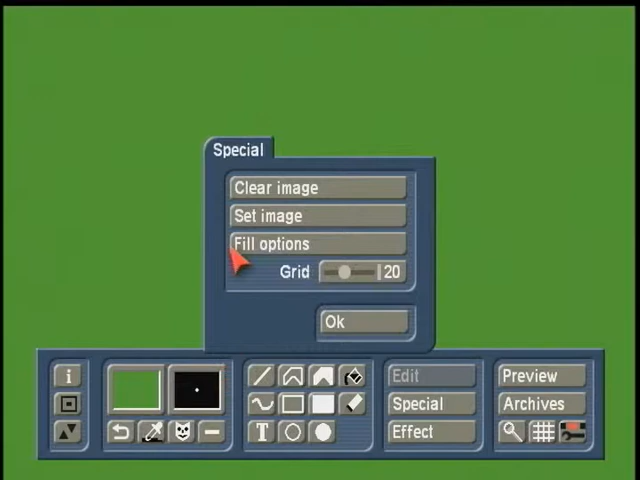 Special
Clear image
Set image
Fill options
Grid 20
Ok
i
Edit
Preview
Special
Archives
T
Effect